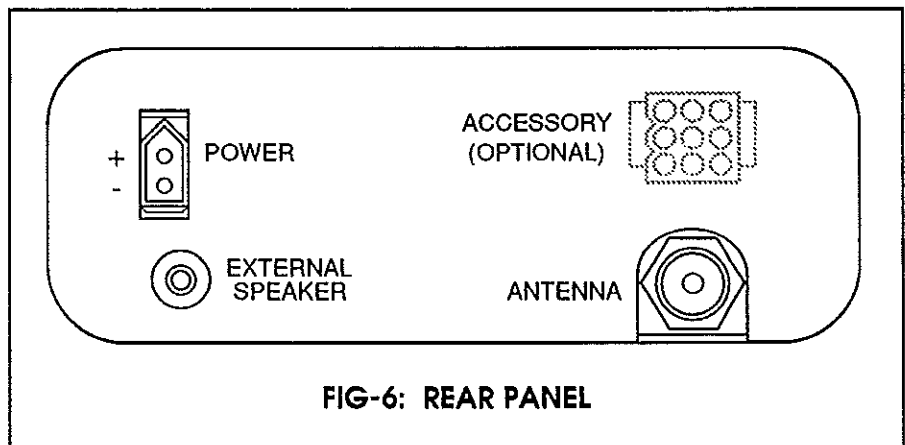 + POWER
-
EXTERNAL
SPEAKER
ACCESSORY
(OPTIONAL)
ANTENNA
FIG-6: REAR PANEL